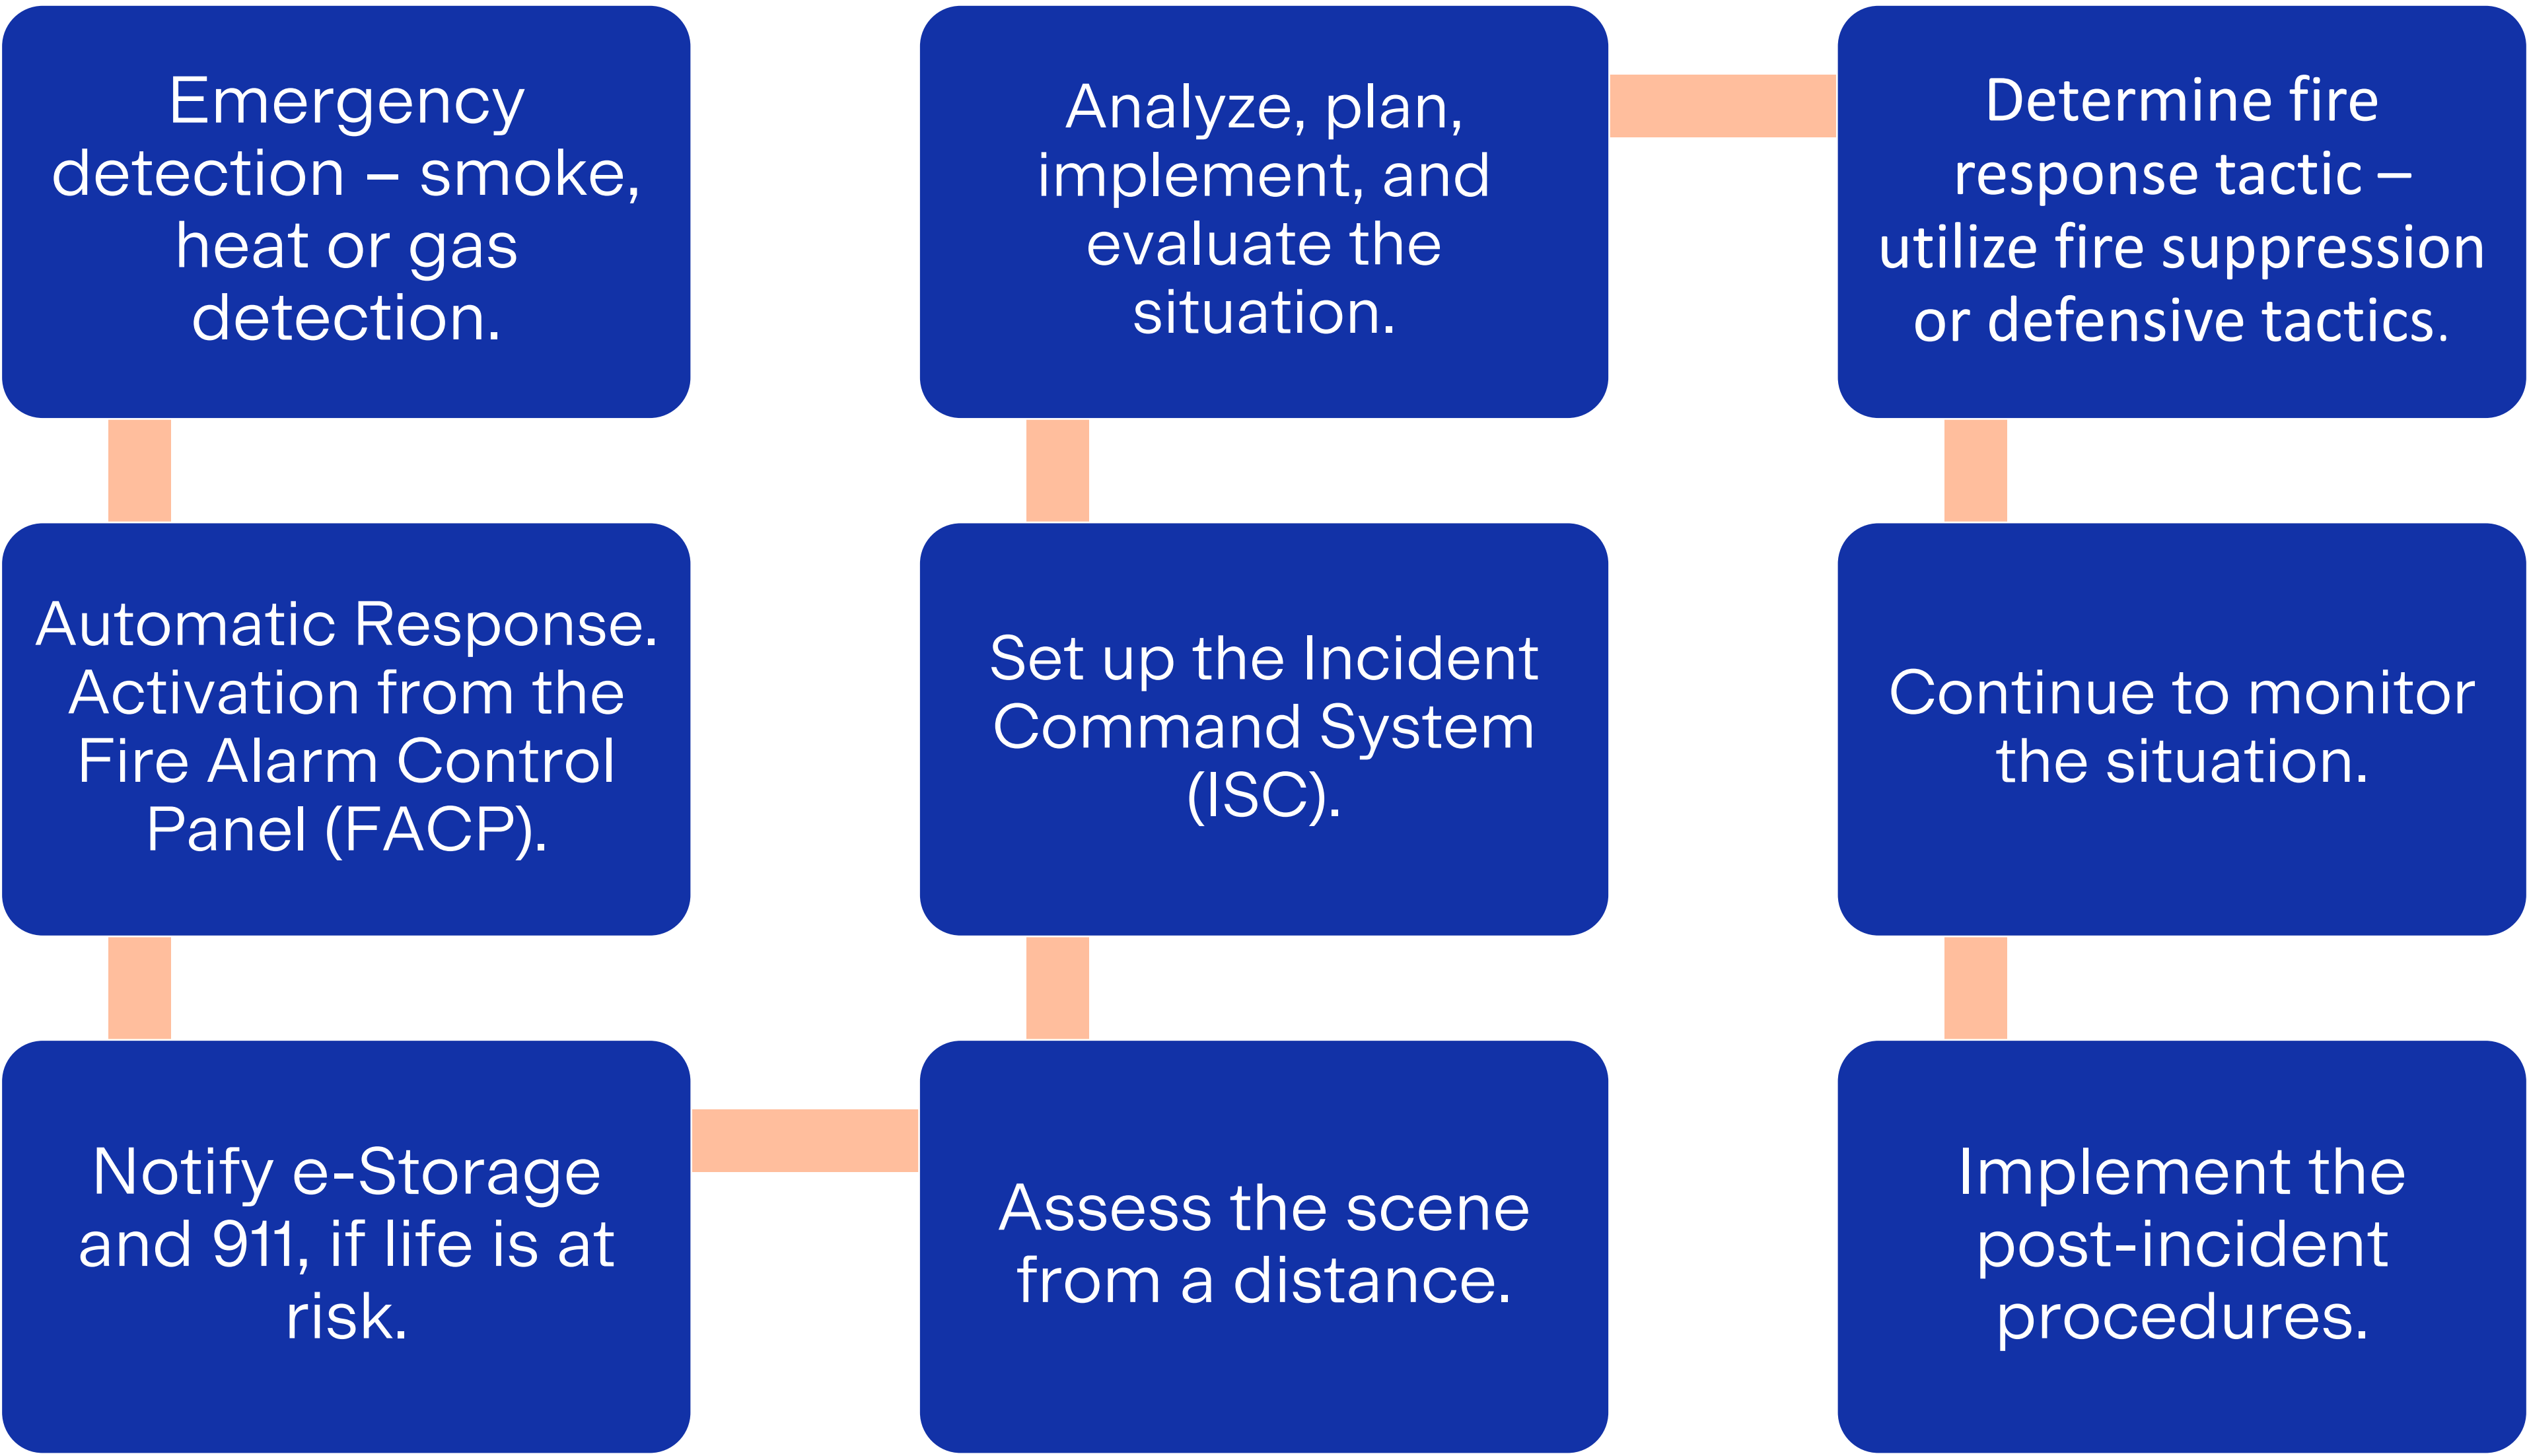 Emergency
detection – smoke,
heat or gas
detection.
Automatic Response.
Activation from the
Fire Alarm Control
Panel (FACP).
Notify e-Storage
and 911, if life is at
risk.
Assess the scene
from a distance.
Set up the Incident
Command System
(ISC).
Analyze, plan,
implement, and
evaluate the
situation.
Determine fire
response tactic –
utilize fire suppression
or defensive tactics.
Continue to monitor
the situation.
Implement the
post-incident
procedures.